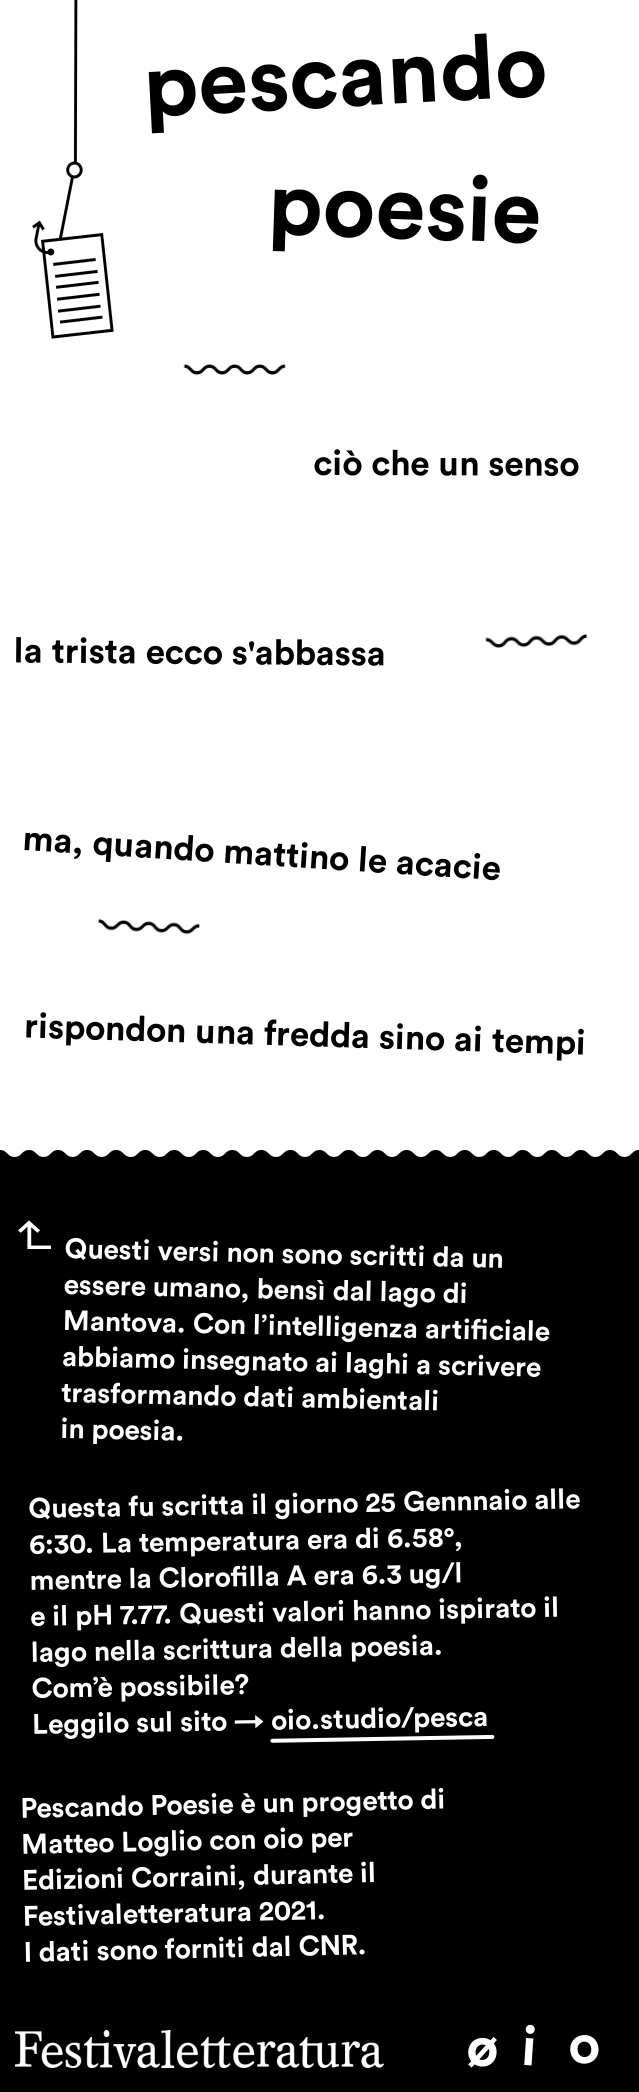 pescando
poesie
ciò che un senso
la trista ecco s'abbassa
ma, quando mattino le acacie
rispondon una fredda sino ai tempi
Questi versi non sono scritti da un
essere umano, bensì dal lago di
Mantova. Con l’intelligenza artificiale
abbiamo insegnato ai laghi a scrivere
trasformando dati ambientali
in poesia.
Questa fu scritta il giorno 25 Gennnaio alle
6:30. La temperatura era di 6.58°,
mentre la Clorofilla A era 6.3 ug/l
e il pH 7.77. Questi valori hanno ispirato il
lago nella scrittura della poesia.
Com’è possibile?
Leggilo sul sito → oio.studio/pesca
Pescando Poesie è un progetto di
Matteo Loglio con oio per
Edizioni Corraini, durante il
Festivaletteratura 2021.
I dati sono forniti dal CNR.
Festivaletteratura ø i o